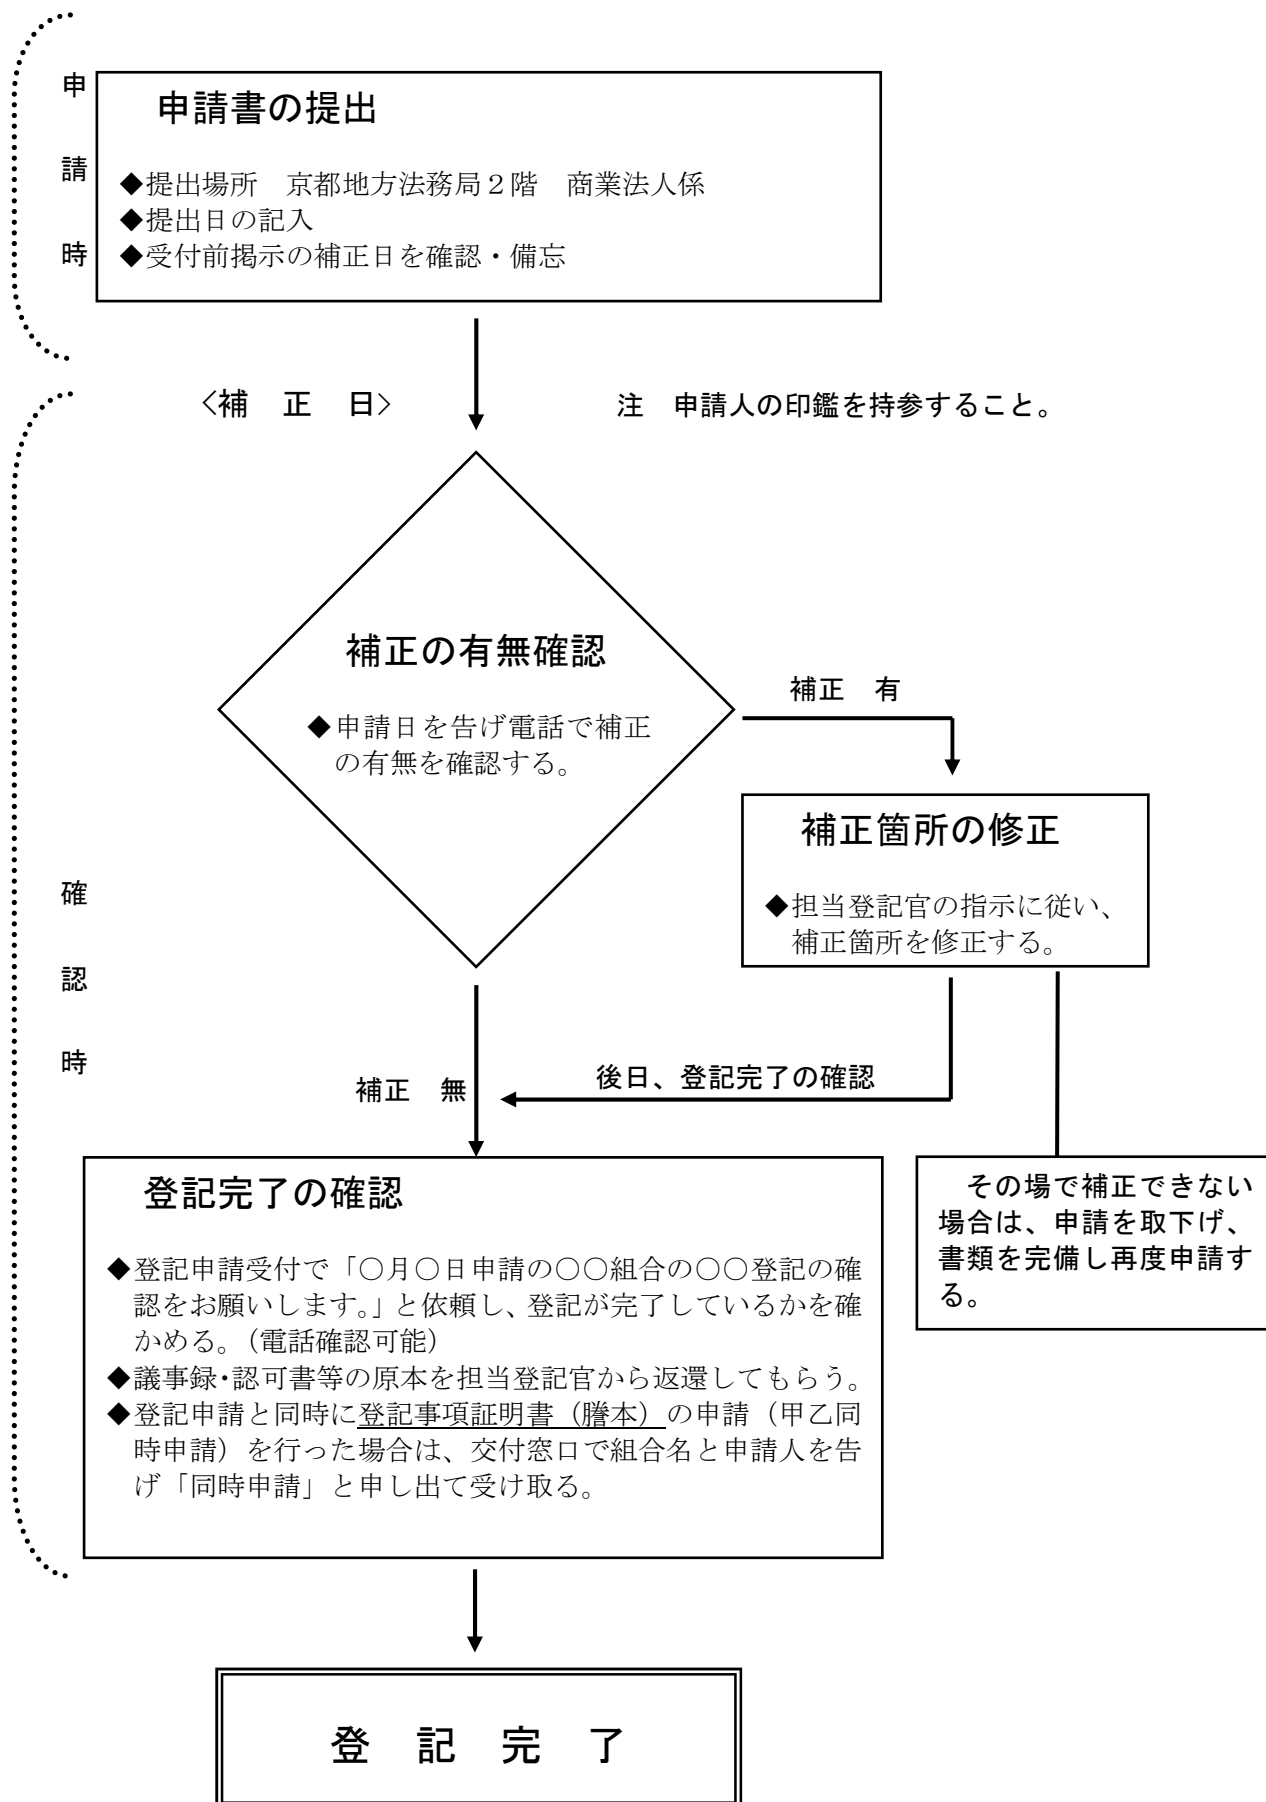 申請時
申請書の提出
◆提出場所　京都地方法務局２階　商業法人係
◆提出日の記入
◆受付前掲示の補正日を確認・備忘
〈補　正　日〉
注　申請人の印鑑を持参すること。
補正の有無確認
◆申請日を告げ電話で補正
の有無を確認する。
補正　有
補正箇所の修正
◆担当登記官の指示に従い、
補正箇所を修正する。
確認時
後日、登記完了の確認
補正　無
登記完了の確認
◆登記申請受付で「○月○日申請の○○組合の○○登記の確
認をお願いします。」と依頼し、登記が完了しているかを確
かめる。（電話確認可能）
◆議事録・認可書等の原本を担当登記官から返還してもらう。
◆登記申請と同時に登記事項証明書（謄本）の申請（甲乙同
時申請）を行った場合は、交付窓口で組合名と申請人を告
げ「同時申請」と申し出て受け取る。
その場で補正できない
場合は、申請を取下げ、
書類を完備し再度申請す
る。
登　記　完　了